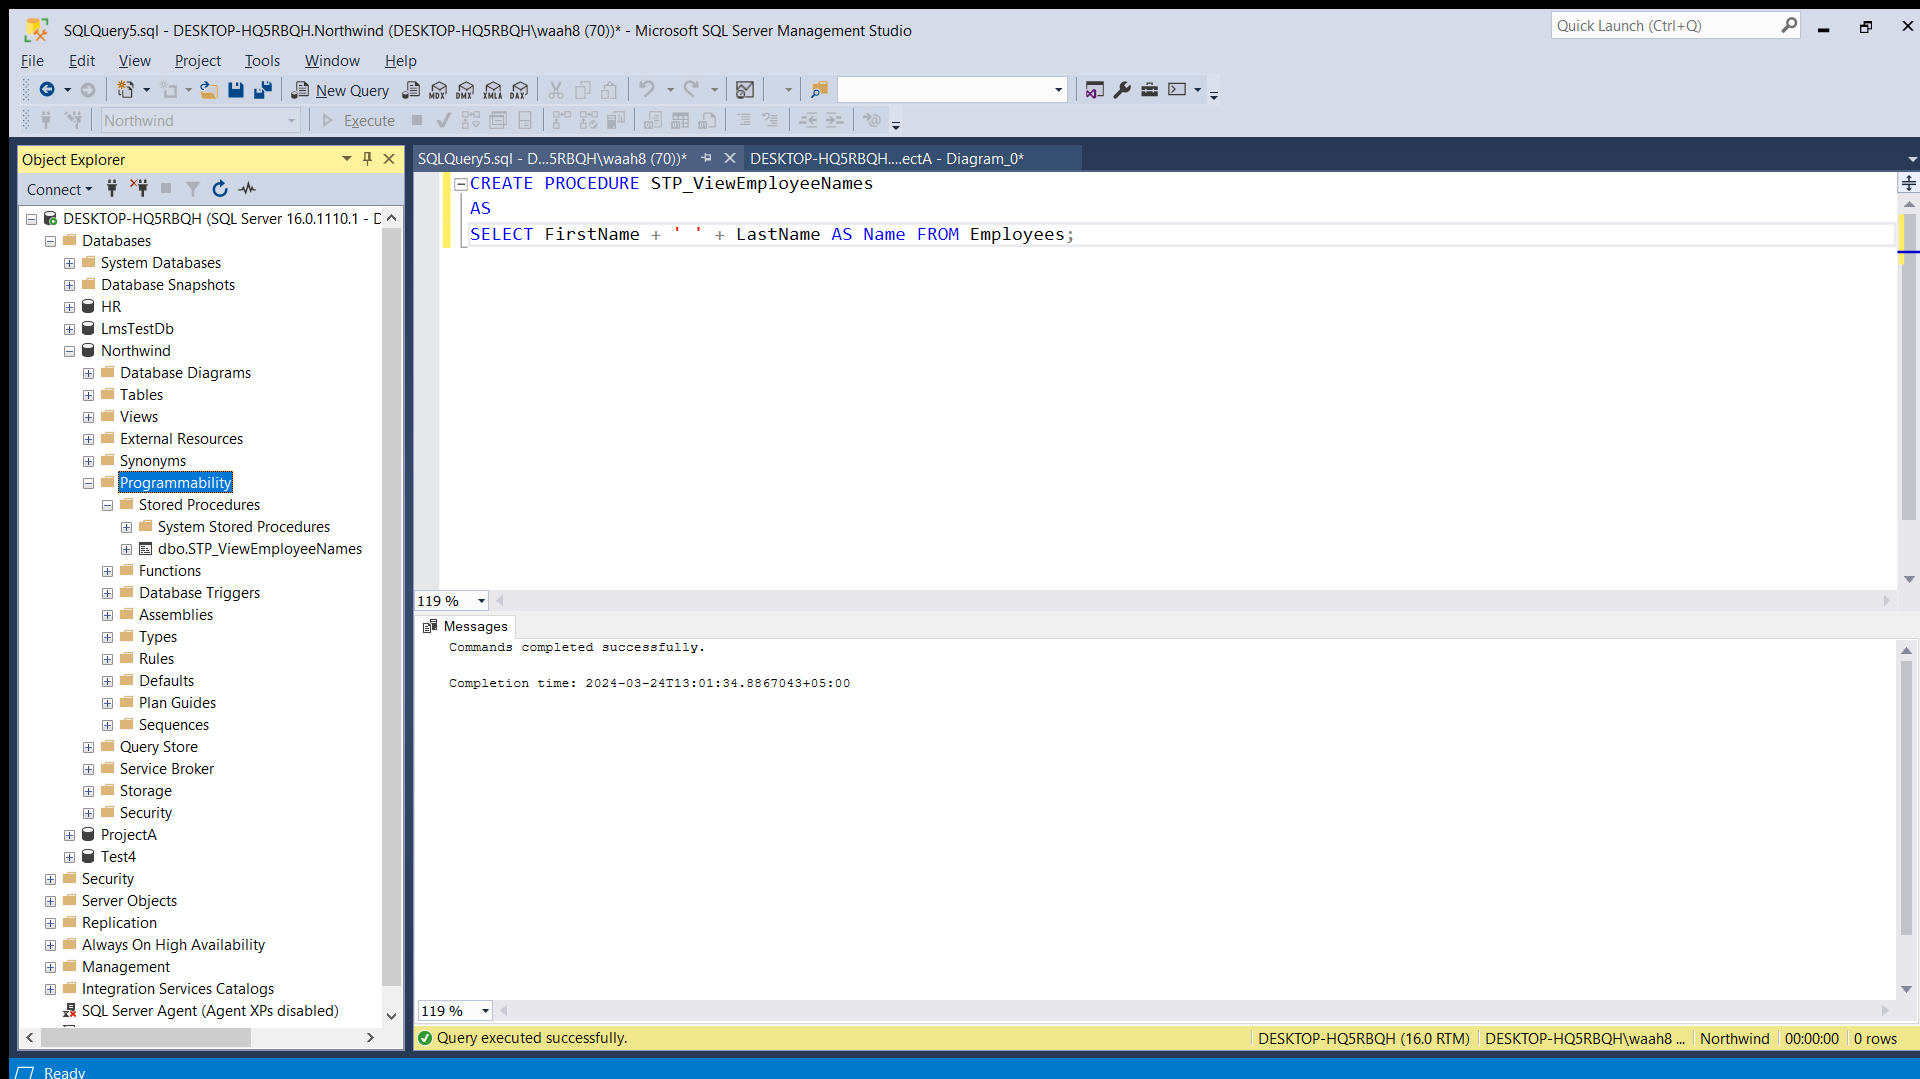 SQLQuery5.sql - DESKTOP-HQ5RBQH.Northwind (DESKTOP-HQ5RBQH\waah8 (70))* - Microsoft SQL Server Management Studio
Quick Launch (Ctrl+Q)
File Edit View Project Tools Window Help
New Query MDX DMX XMLA DAX
Northwind Execute
Object Explorer
Connect
DESKTOP-HQ5RBQH (SQL Server 16.0.1110.1 - D
Databases
System Databases
Database Snapshots
HR
LmsTestDb
Northwind
Database Diagrams
Tables
Views
External Resources
Synonyms
Programmability
Stored Procedures
System Stored Procedures
dbo.STP_ViewEmployeeNames
Functions
Database Triggers
Assemblies
Types
Rules
Defaults
Plan Guides
Sequences
Query Store
Service Broker
Storage
Security
ProjectA
Test4
Security
Server Objects
Replication
Always On High Availability
Management
Integration Services Catalogs
SQL Server Agent (Agent XPs disabled)
SQLQuery5.sql - D...5RBQH\waah8 (70))* DESKTOP-HQ5RBQH....ectA - Diagram_0*
CREATE PROCEDURE STP_ViewEmployeeNames
AS
SELECT FirstName + ' ' + LastName AS Name FROM Employees;
119 %
Messages
Commands completed successfully.
Completion time: 2024-03-24T13:01:34.8867043+05:00
119 %
Query executed successfully. DESKTOP-HQ5RBQH (16.0 RTM) DESKTOP-HQ5RBQH\waah8 ... Northwind 00:00:00 0 rows
Ready